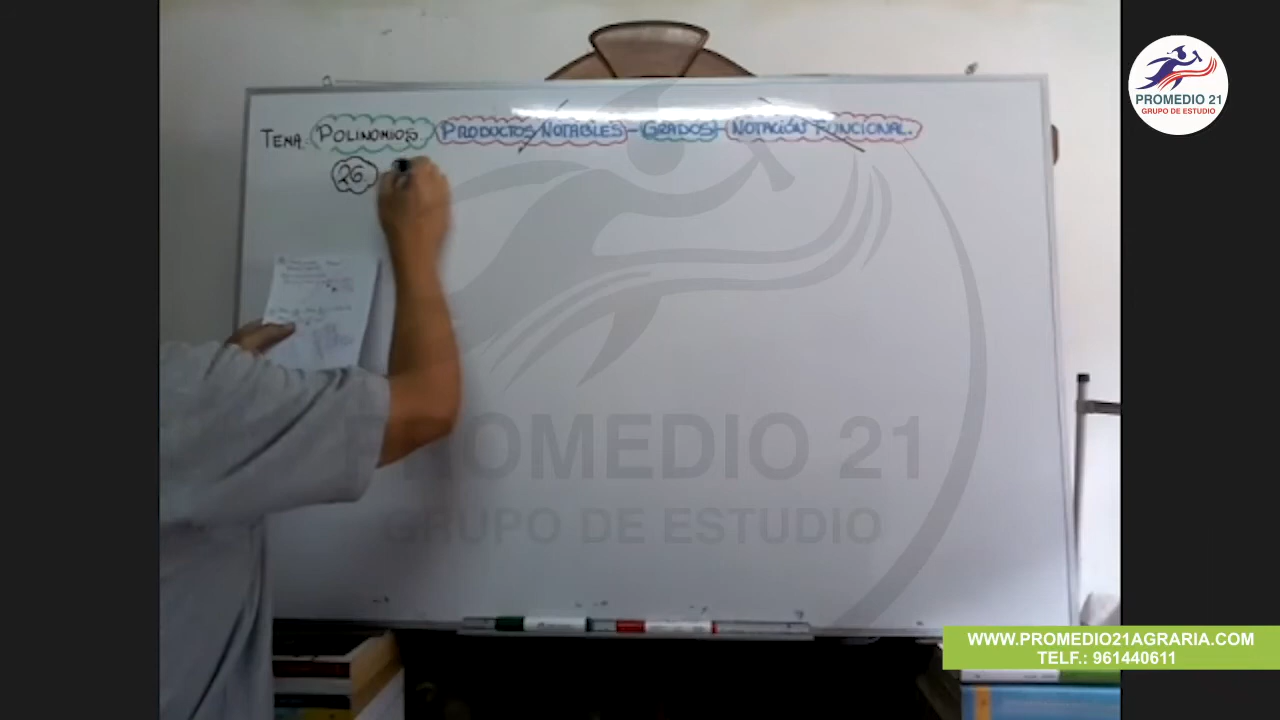 TEMA: POLINOMIOS PRODUCTOS NOTABLES - GRADOS - NOTACIÓN FUNCIONAL.
26
PROMEDIO 21
GRUPO DE ESTUDIO
PROMEDIO 21
GRUPO DE ESTUDIO
WWW.PROMEDIO21AGRARIA.COM
TELF.: 961440611